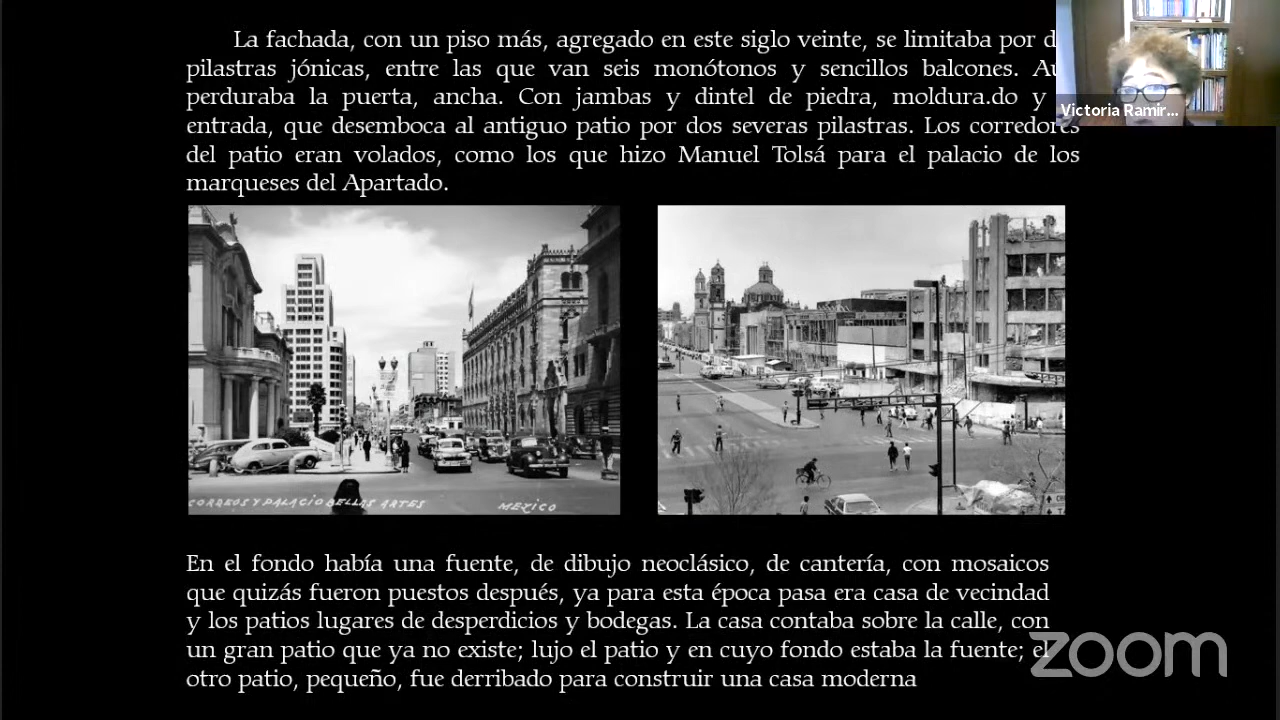 La fachada, con un piso más, agregado en este siglo veinte, se limitaba por
pilastras jónicas, entre las que van seis monótonos y sencillos balcones.
perduraba la puerta, ancha. Con jambas y dintel de piedra, moldura.do y
entrada, que desemboca al antiguo patio por dos severas pilastras. Los corredores
del patio eran volados, como los que hizo Manuel Tolsá para el palacio de los
marqueses del Apartado.
Victoria Ramír...
CORREOS Y PALACIO BELLAS ARTES MEXICO
En el fondo había una fuente, de dibujo neoclásico, de cantería, con mosaicos
que quizás fueron puestos después, ya para esta época pasa era casa de vecindad
y los patios lugares de desperdicios y bodegas. La casa contaba sobre la calle, con
un gran patio que ya no existe; lujo el patio y en cuyo fondo estaba la fuente; el
otro patio, pequeño, fue derribado para construir una casa moderna
zoom